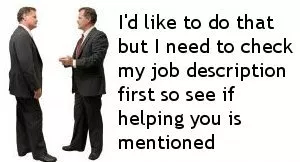 I'd like to do that
but I need to check
my job description
first so see if
helping you is
mentioned